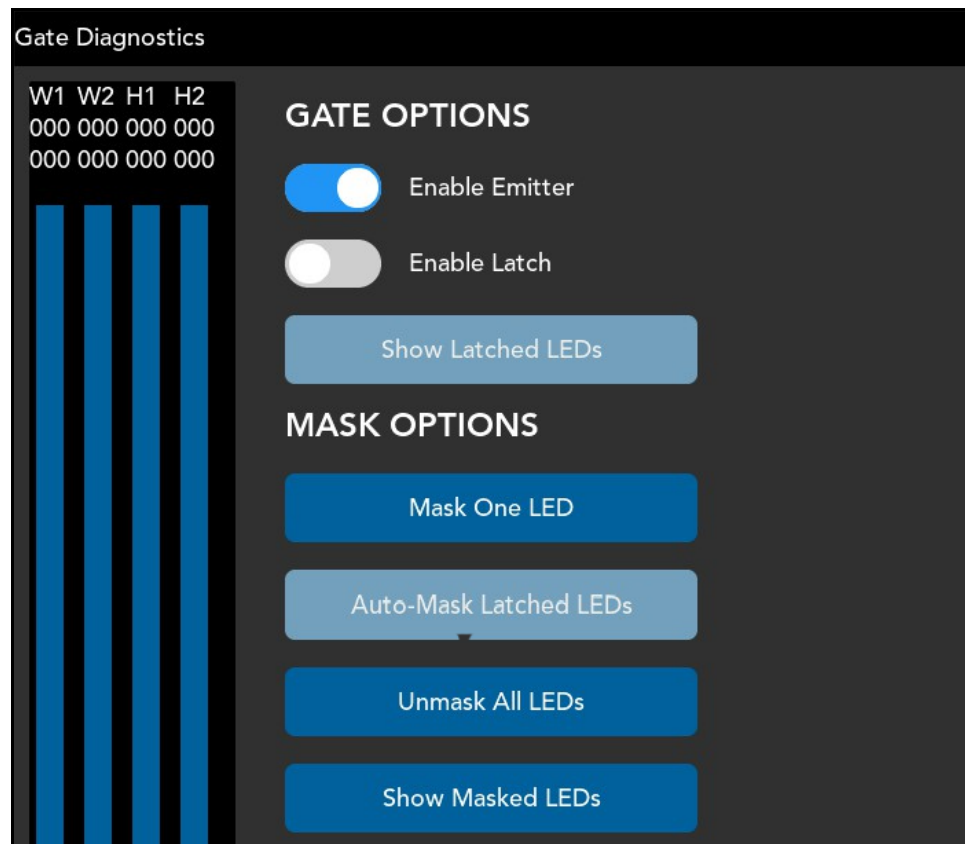 Gate Diagnostics
W1 W2 H1 H2
000 000 000 000
000 000 000 000
GATE OPTIONS
Enable Emitter
Enable Latch
Show Latched LEDs
MASK OPTIONS
Mask One LED
Auto-Mask Latched LEDs
Unmask All LEDs
Show Masked LEDs